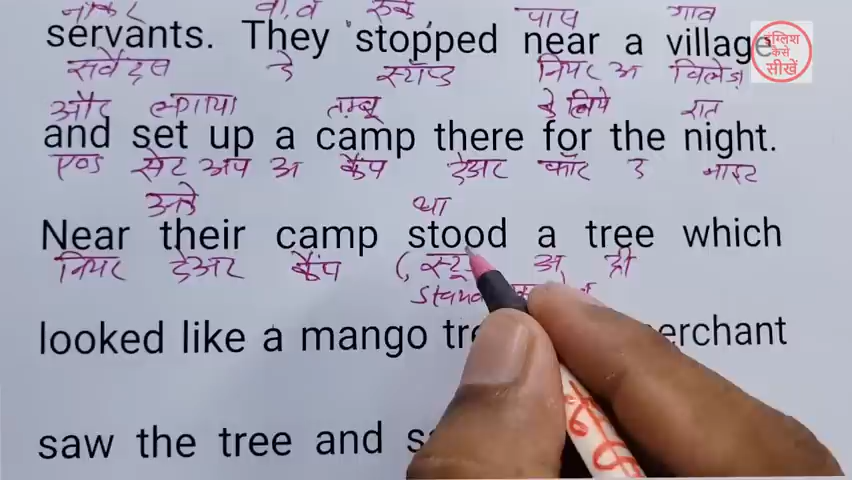 नौकर वो, वे रुके पास गांव
servants. They stopped near a village
सर्वेन्ट्स दे स्टॉप्ड नियर अ विलेज
इंग्लिश कैसे सीखें
और लगाया तम्बू के लिये रात
and set up a camp there for the night.
एण्ड सेट अप अ कैंप देअर फॉर द नाइट
उनके था
Near their camp stood a tree which
नियर देअर कैंप स्टू अ ट्री
Stand
looked like a mango merchant
saw the tree and